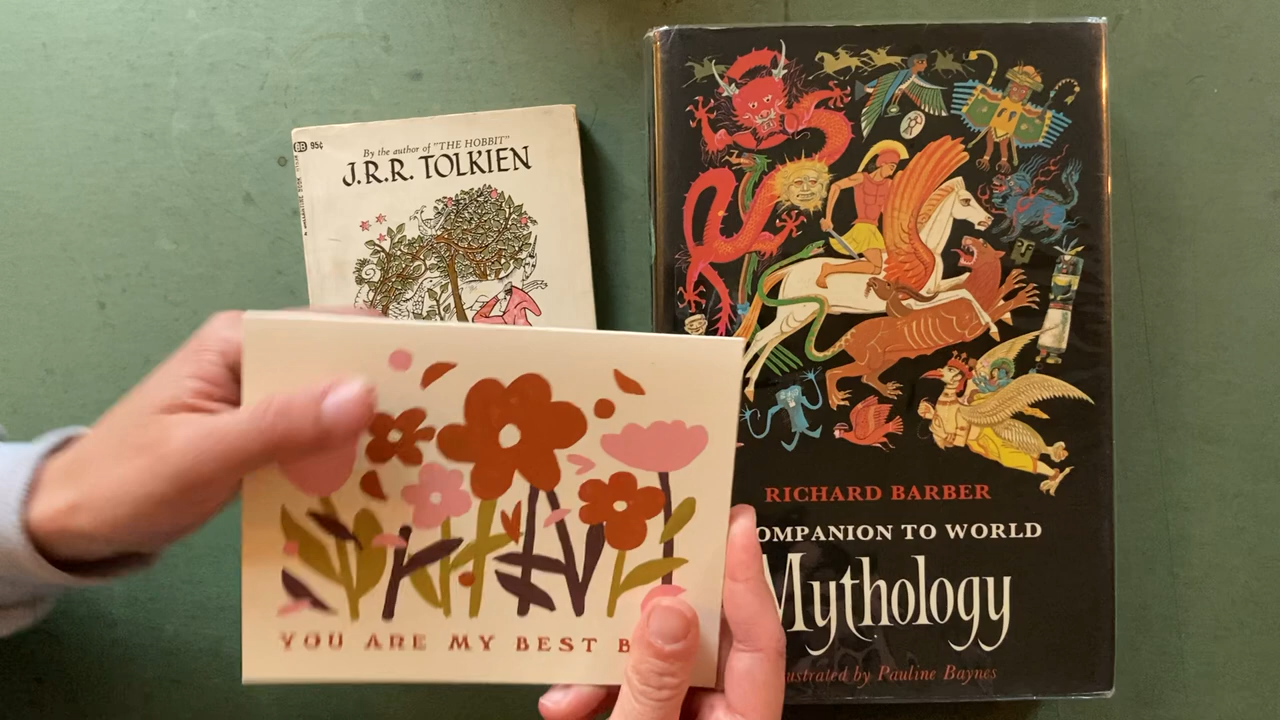 BB 95¢
By the author of "THE HOBBIT"
J.R.R. TOLKIEN
RICHARD BARBER
OMPANION TO WORLD
Mythology
ustrated by Pauline Baynes
YOU ARE MY BEST B